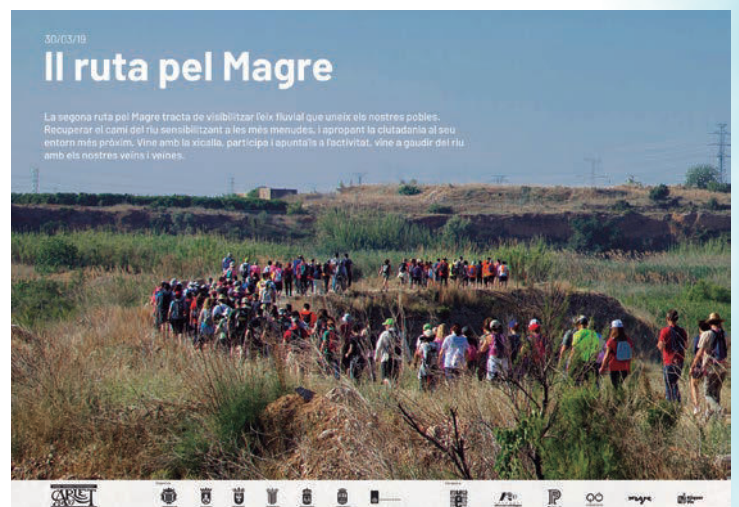 30/03/19
II ruta pel Magre
La segona ruta pel Magre tracta de visibilitzar l'eix fluvial que uneix els nostres pobles.
Recuperar el camí del riu sensibilitzant a les més menudes, i apropant la ciutadania al seu
entorn més pròxim. Vine amb la xicalla, participa i apunta'ls a l'activitat, vine a gaudir del riu
amb els nostres veïns i veïnes.
CARLET